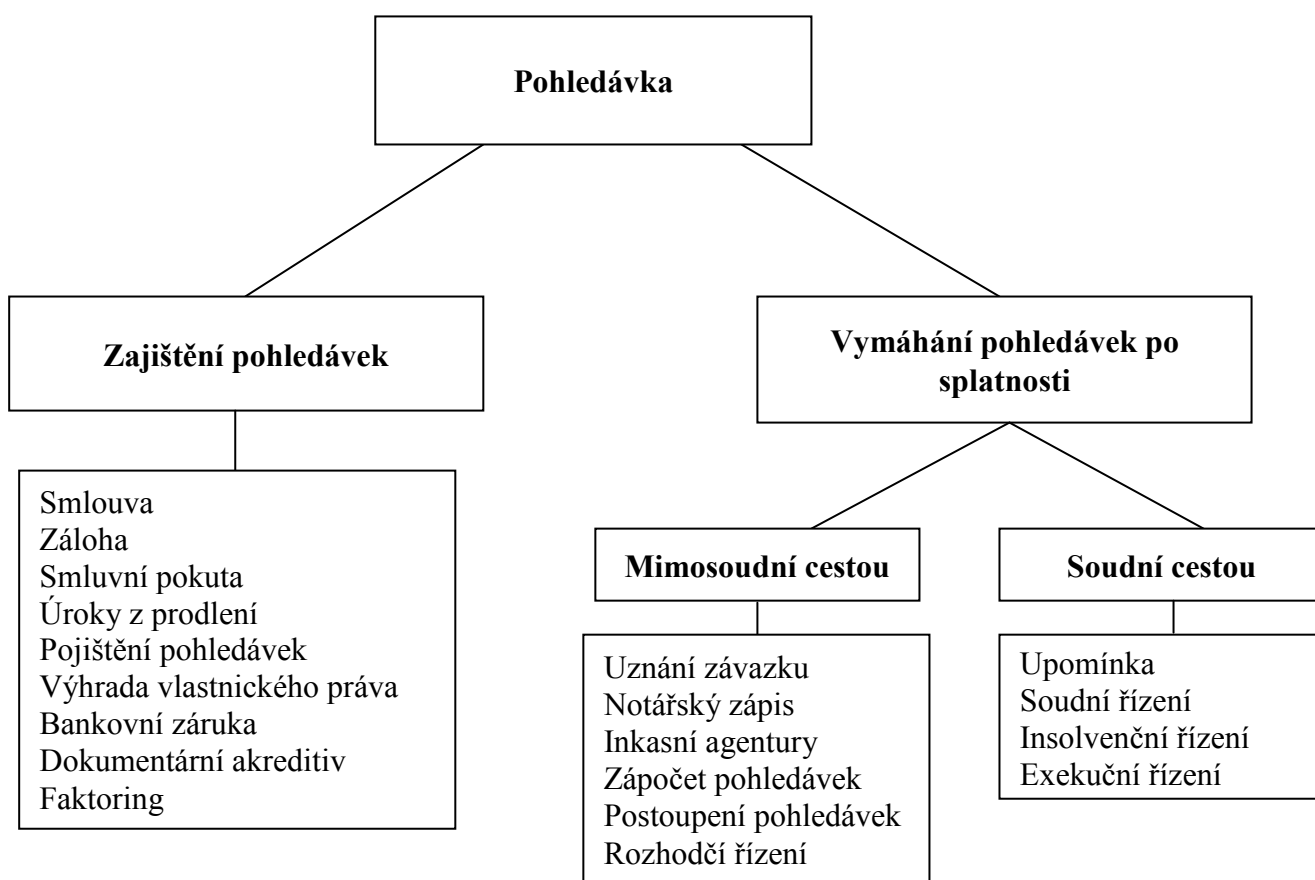 Pohledávka
Zajištění pohledávek
Vymáhání pohledávek po
splatnosti
Smlouva
Záloha
Smluvní pokuta
Úroky z prodlení
Pojištění pohledávek
Výhrada vlastnického práva
Bankovní záruka
Dokumentární akreditiv
Faktoring
Mimosoudní cestou
Uznání závazku
Notářský zápis
Inkasní agentury
Zápočet pohledávek
Postoupení pohledávek
Rozhodčí řízení
Soudní cestou
Upomínka
Soudní řízení
Insolvenční řízení
Exekuční řízení